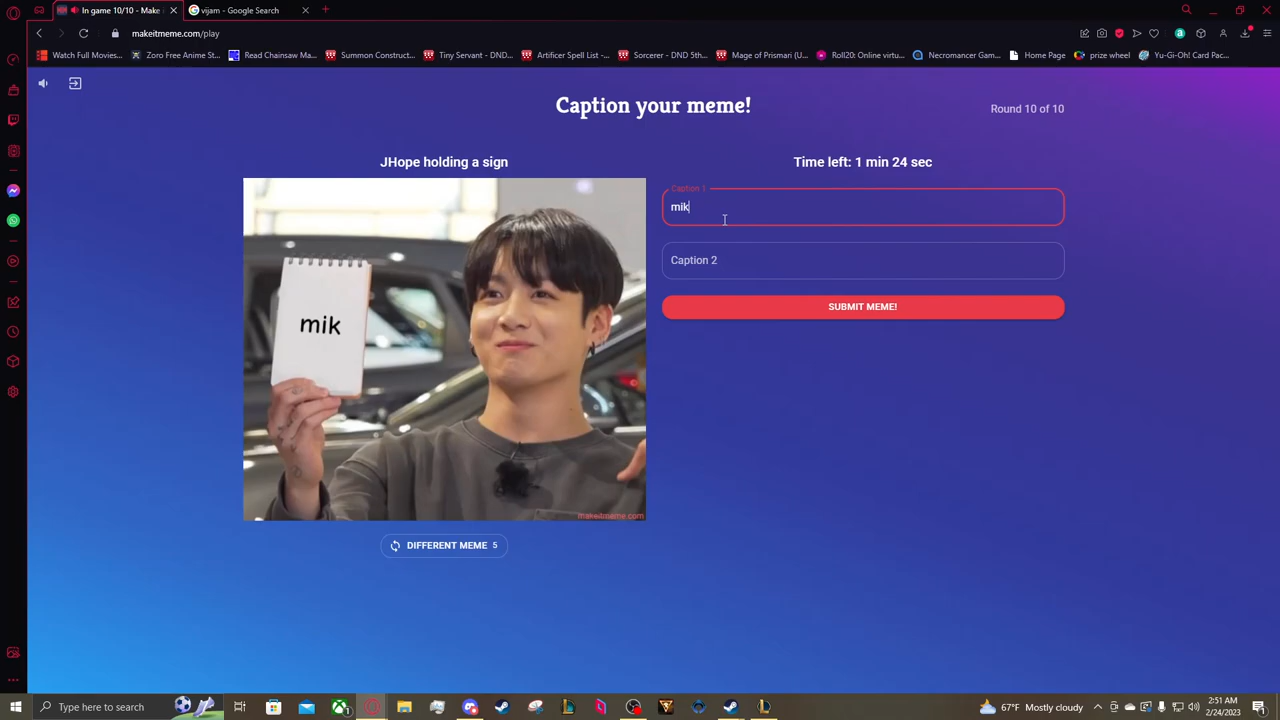 In game 10/10 - Make
vijam - Google Search
makeitmeme.com/play
Watch Full Movies...
Zoro Free Anime St...
Read Chainsaw Ma...
Summon Construct...
Tiny Servant - DND...
Artificer Spell List -...
Sorcerer - DND 5th...
Mage of Prismari (U...
Roll20: Online virtu...
Necromancer Gam...
Home Page
prize wheel
Yu-Gi-Oh! Card Pac...
Caption your meme!
Round 10 of 10
JHope holding a sign
Time left: 1 min 24 sec
Caption 1
mik
mik
Caption 2
SUBMIT MEME!
makeitmeme.com
DIFFERENT MEME 5
Type here to search
67°F Mostly cloudy
2:51 AM
2/24/2023